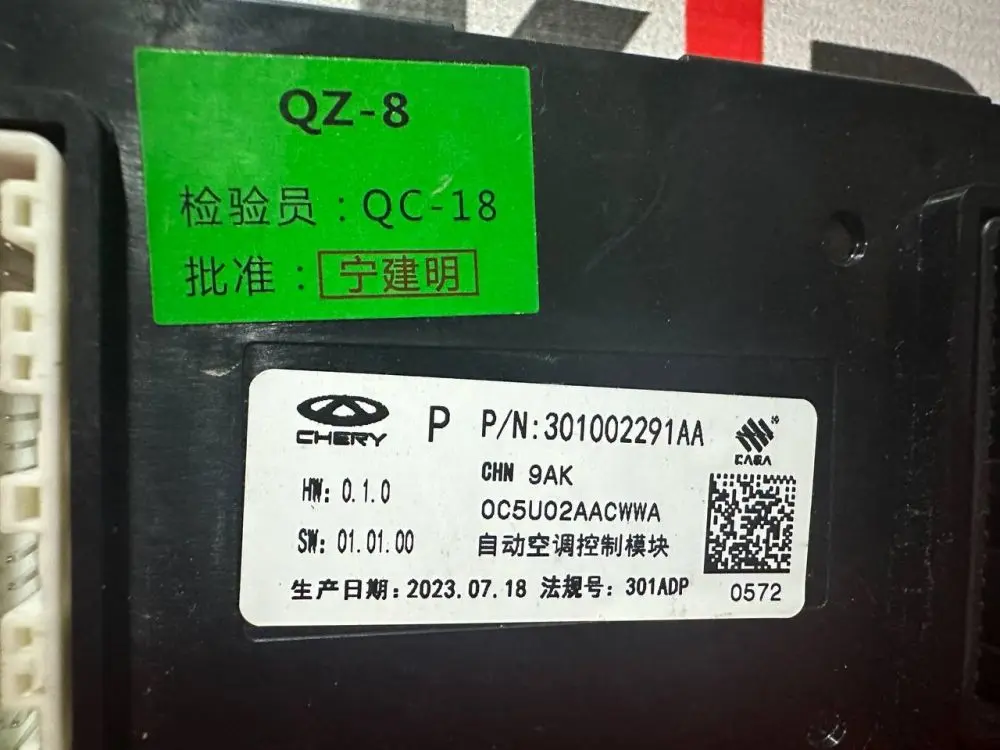 QZ-8
检验员：QC-18
批准：宁建明
CHERY
P P/N:301002291AA
CHN 9AK
HW: 0.1.0
0C5U02AACWWA
SW: 01.01.00
自动空调控制模块
生产日期:2023.07.18 法规号: 301ADP
0572